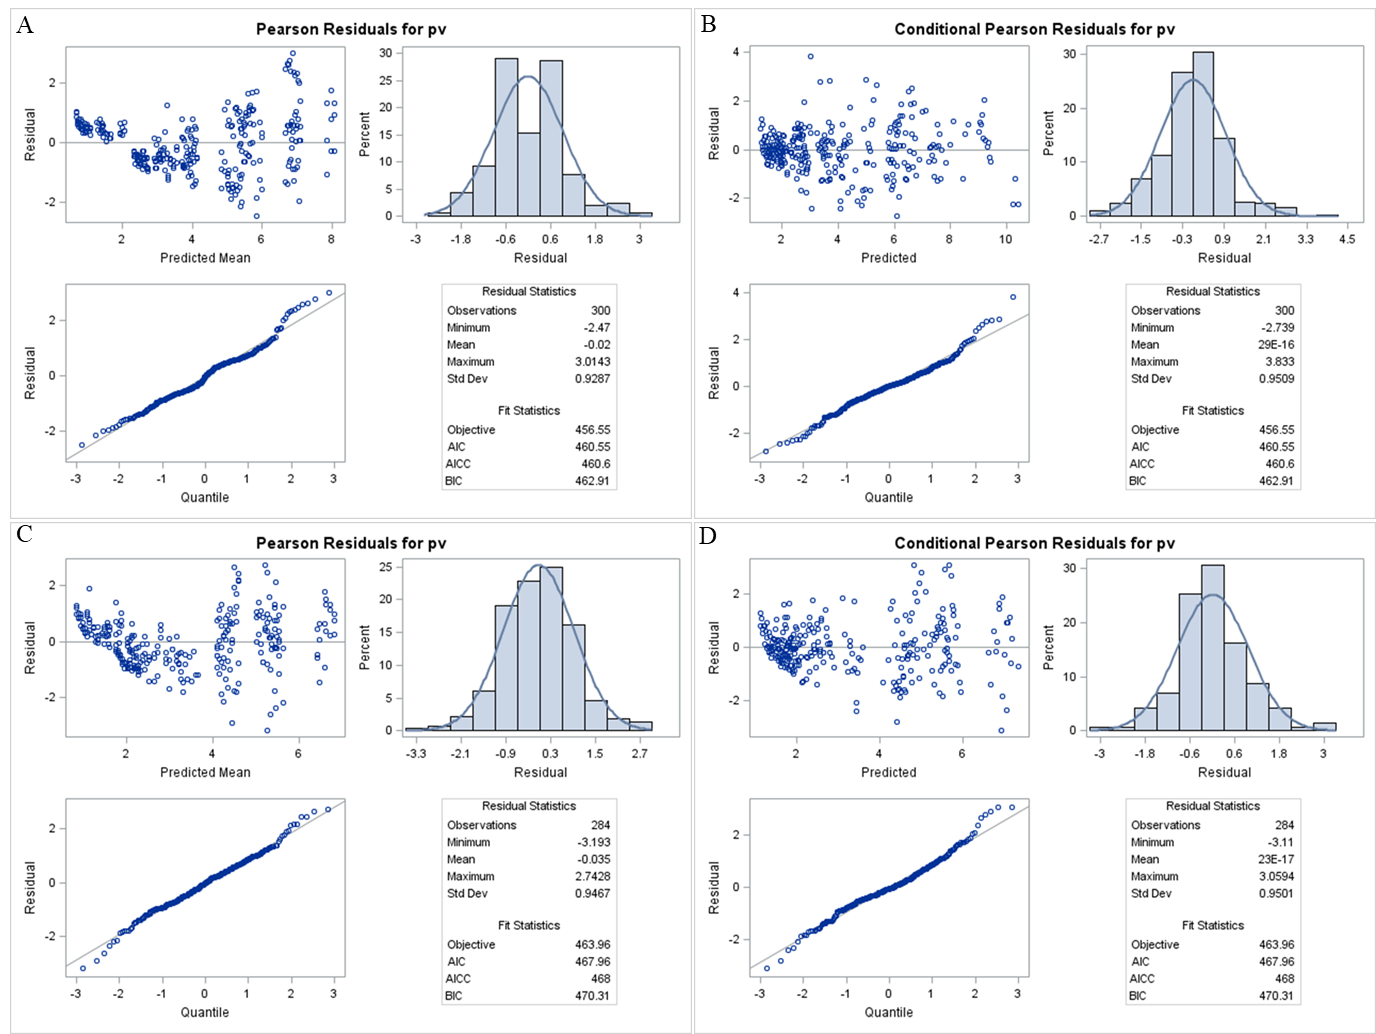 A
Pearson Residuals for pv
Residual
2
0
-2
2 4 6 8
Predicted Mean
Percent
30
25
20
15
10
5
0
-3 -1.8 -0.6 0.6 1.8 3
Residual
Residual
2
0
-2
-3 -2 -1 0 1 2 3
Quantile
Residual Statistics
Observations 300
Minimum -2.47
Mean -0.02
Maximum 3.0143
Std Dev 0.9287
Fit Statistics
Objective 456.55
AIC 460.55
AICC 460.6
BIC 462.91
B
Conditional Pearson Residuals for pv
Residual
4
2
0
-2
2 4 6 8 10
Predicted
Percent
30
20
10
0
-2.7 -1.5 -0.3 0.9 2.1 3.3 4.5
Residual
Residual
4
2
0
-2
-3 -2 -1 0 1 2 3
Quantile
Residual Statistics
Observations 300
Minimum -2.739
Mean 29E-16
Maximum 3.833
Std Dev 0.9509
Fit Statistics
Objective 456.55
AIC 460.55
AICC 460.6
BIC 462.91
C
Pearson Residuals for pv
Residual
2
0
-2
2 4 6
Predicted Mean
Percent
25
20
15
10
5
0
-3.3 -2.1 -0.9 0.3 1.5 2.7
Residual
Residual
2
0
-2
-3 -2 -1 0 1 2 3
Quantile
Residual Statistics
Observations 284
Minimum -3.193
Mean -0.035
Maximum 2.7428
Std Dev 0.9467
Fit Statistics
Objective 463.96
AIC 467.96
AICC 468
BIC 470.31
D
Conditional Pearson Residuals for pv
Residual
2
0
-2
2 4 6
Predicted
Percent
30
20
10
0
-3 -1.8 -0.6 0.6 1.8 3
Residual
Residual
2
0
-2
-3 -2 -1 0 1 2 3
Quantile
Residual Statistics
Observations 284
Minimum -3.11
Mean 23E-17
Maximum 3.0594
Std Dev 0.9501
Fit Statistics
Objective 463.96
AIC 467.96
AICC 468
BIC 470.31